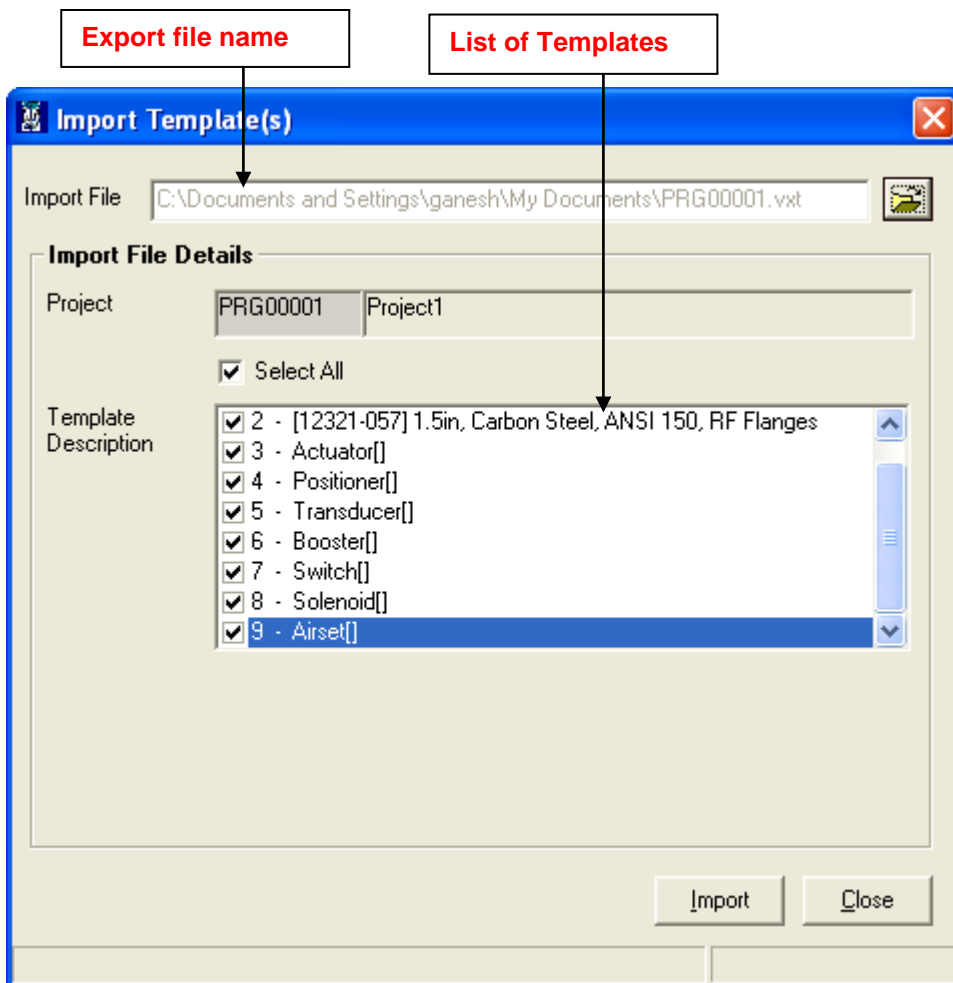 Export file name
List of Templates
Import Template(s)
Import File C:\Documents and Settings\ganesh\My Documents\PRG00001.vxt
Import File Details
Project PRG00001 Project1
Select All
Template Description
2 - [12321-057] 1.5in, Carbon Steel, ANSI 150, RF Flanges
3 - Actuator[]
4 - Positioner[]
5 - Transducer[]
6 - Booster[]
7 - Switch[]
8 - Solenoid[]
9 - Airset[]
Import Close